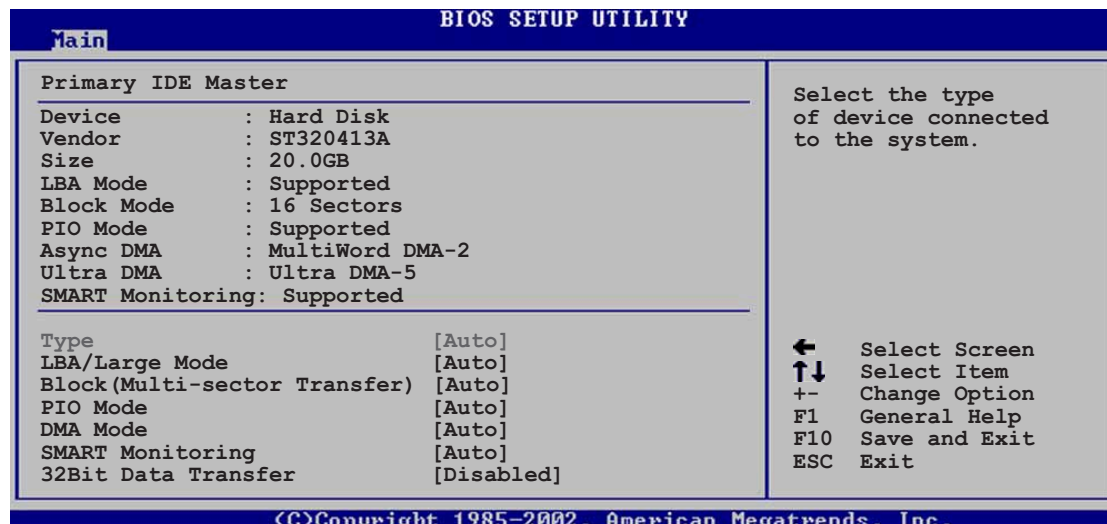 BIOS SETUP UTILITY
Main
Primary IDE Master
Device : Hard Disk
Vendor : ST320413A
Size : 20.0GB
LBA Mode : Supported
Block Mode : 16 Sectors
PIO Mode : Supported
Async DMA : MultiWord DMA-2
Ultra DMA : Ultra DMA-5
SMART Monitoring: Supported
Type [Auto]
LBA/Large Mode [Auto]
Block(Multi-sector Transfer) [Auto]
PIO Mode [Auto]
DMA Mode [Auto]
SMART Monitoring [Auto]
32Bit Data Transfer [Disabled]
Select the type
of device connected
to the system.
← Select Screen
↑↓ Select Item
+- Change Option
F1 General Help
F10 Save and Exit
ESC Exit
(C)Copyright 1985-2002, American Megatrends, Inc.